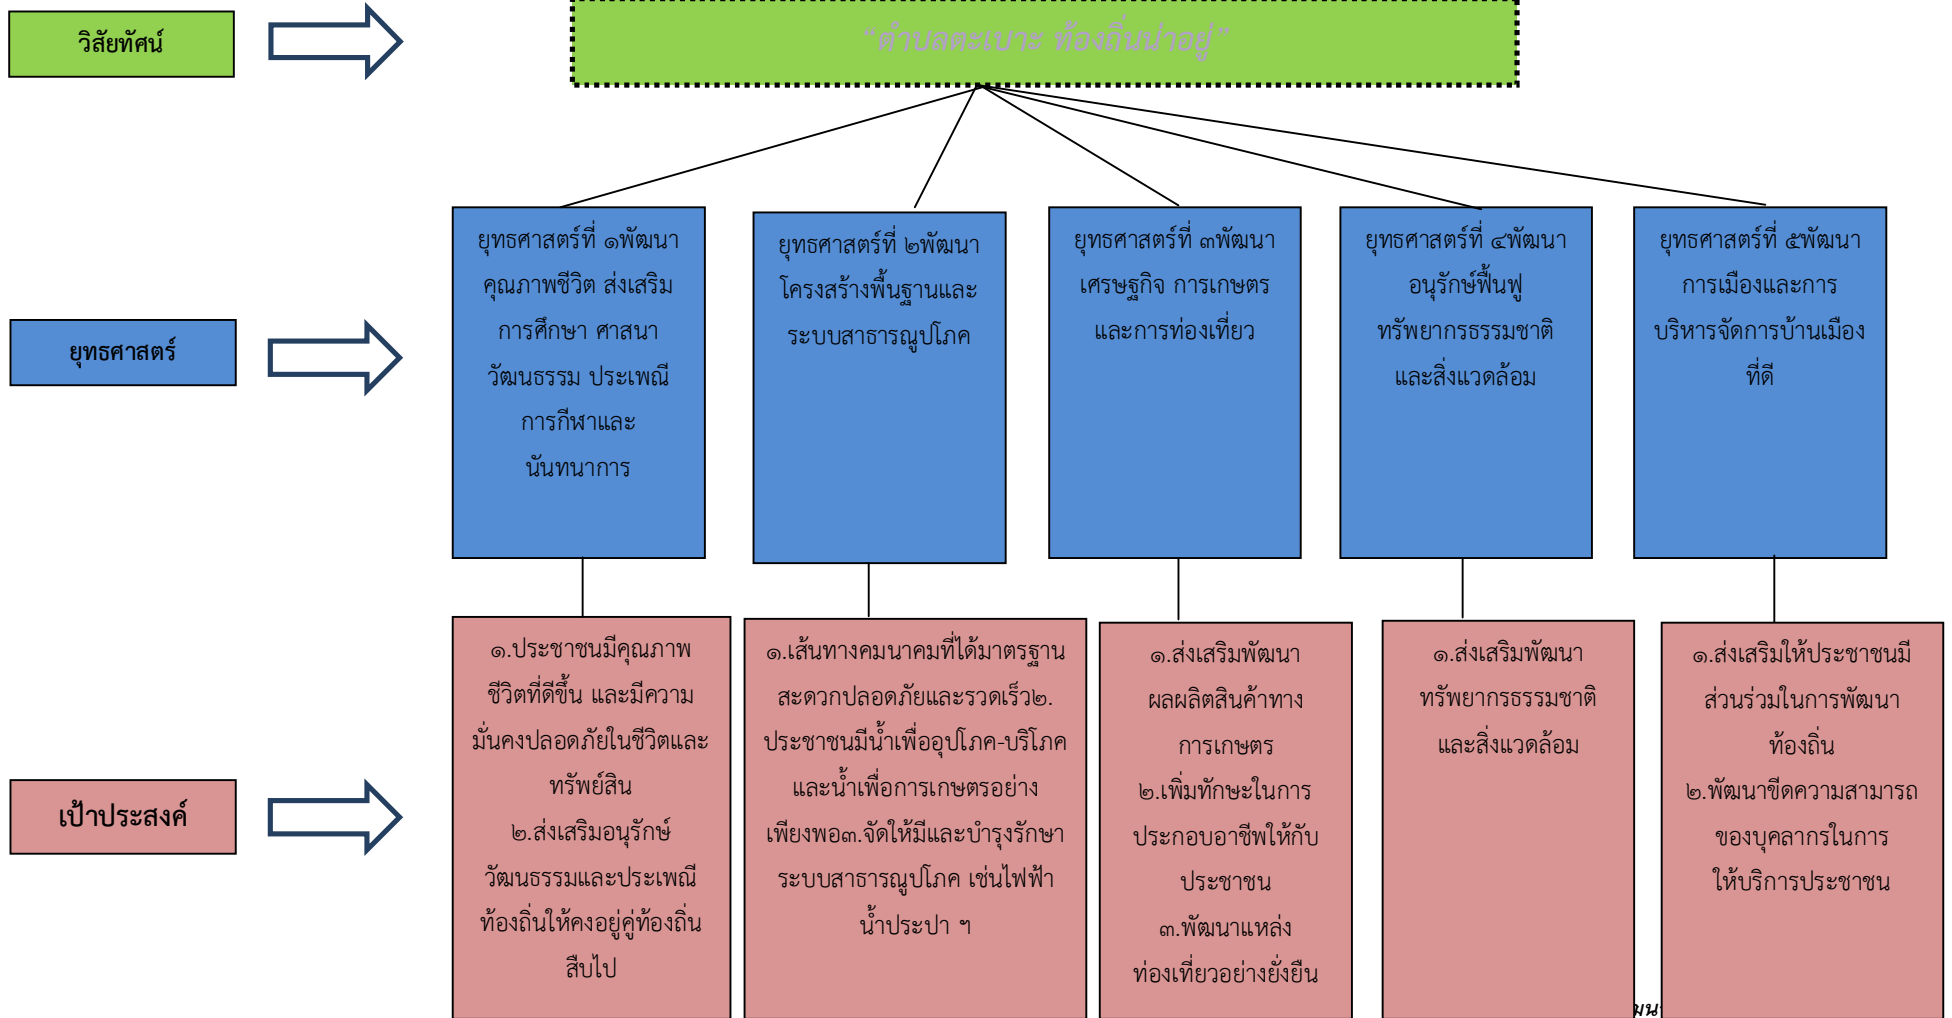 วิสัยทัศน์
"ตำบลตะเบาะ ท้องถิ่นน่าอยู่"
ยุทธศาสตร์
ยุทธศาสตร์ที่ ๑พัฒนา
คุณภาพชีวิต ส่งเสริม
การศึกษา ศาสนา
วัฒนธรรม ประเพณี
การกีฬาและ
นันทนาการ
ยุทธศาสตร์ที่ ๒พัฒนา
โครงสร้างพื้นฐานและ
ระบบสาธารณูปโภค
ยุทธศาสตร์ที่ ๓พัฒนา
เศรษฐกิจ การเกษตร
และการท่องเที่ยว
ยุทธศาสตร์ที่ ๔พัฒนา
อนุรักษ์ฟื้นฟู
ทรัพยากรธรรมชาติ
และสิ่งแวดล้อม
ยุทธศาสตร์ที่ ๕พัฒนา
การเมืองและการ
บริหารจัดการบ้านเมือง
ที่ดี
เป้าประสงค์
๑.ประชาชนมีคุณภาพ
ชีวิตที่ดีขึ้น และมีความ
มั่นคงปลอดภัยในชีวิตและ
ทรัพย์สิน
๒.ส่งเสริมอนุรักษ์
วัฒนธรรมและประเพณี
ท้องถิ่นให้คงอยู่คู่ท้องถิ่น
สืบไป
๑.เส้นทางคมนาคมที่ได้มาตรฐาน
สะดวกปลอดภัยและรวดเร็ว๒.
ประชาชนมีน้ำเพื่ออุปโภค-บริโภค
และน้ำเพื่อการเกษตรอย่าง
เพียงพอ๓.จัดให้มีและบำรุงรักษา
ระบบสาธารณูปโภค เช่นไฟฟ้า
น้ำประปา ฯ
๑.ส่งเสริมพัฒนา
ผลผลิตสินค้าทาง
การเกษตร
๒.เพิ่มทักษะในการ
ประกอบอาชีพให้กับ
ประชาชน
๓.พัฒนาแหล่ง
ท่องเที่ยวอย่างยั่งยืน
๑.ส่งเสริมพัฒนา
ทรัพยากรธรรมชาติ
และสิ่งแวดล้อม
๑.ส่งเสริมให้ประชาชนมี
ส่วนร่วมในการพัฒนา
ท้องถิ่น
๒.พัฒนาขีดความสามารถ
ของบุคลากรในการ
ให้บริการประชาชน